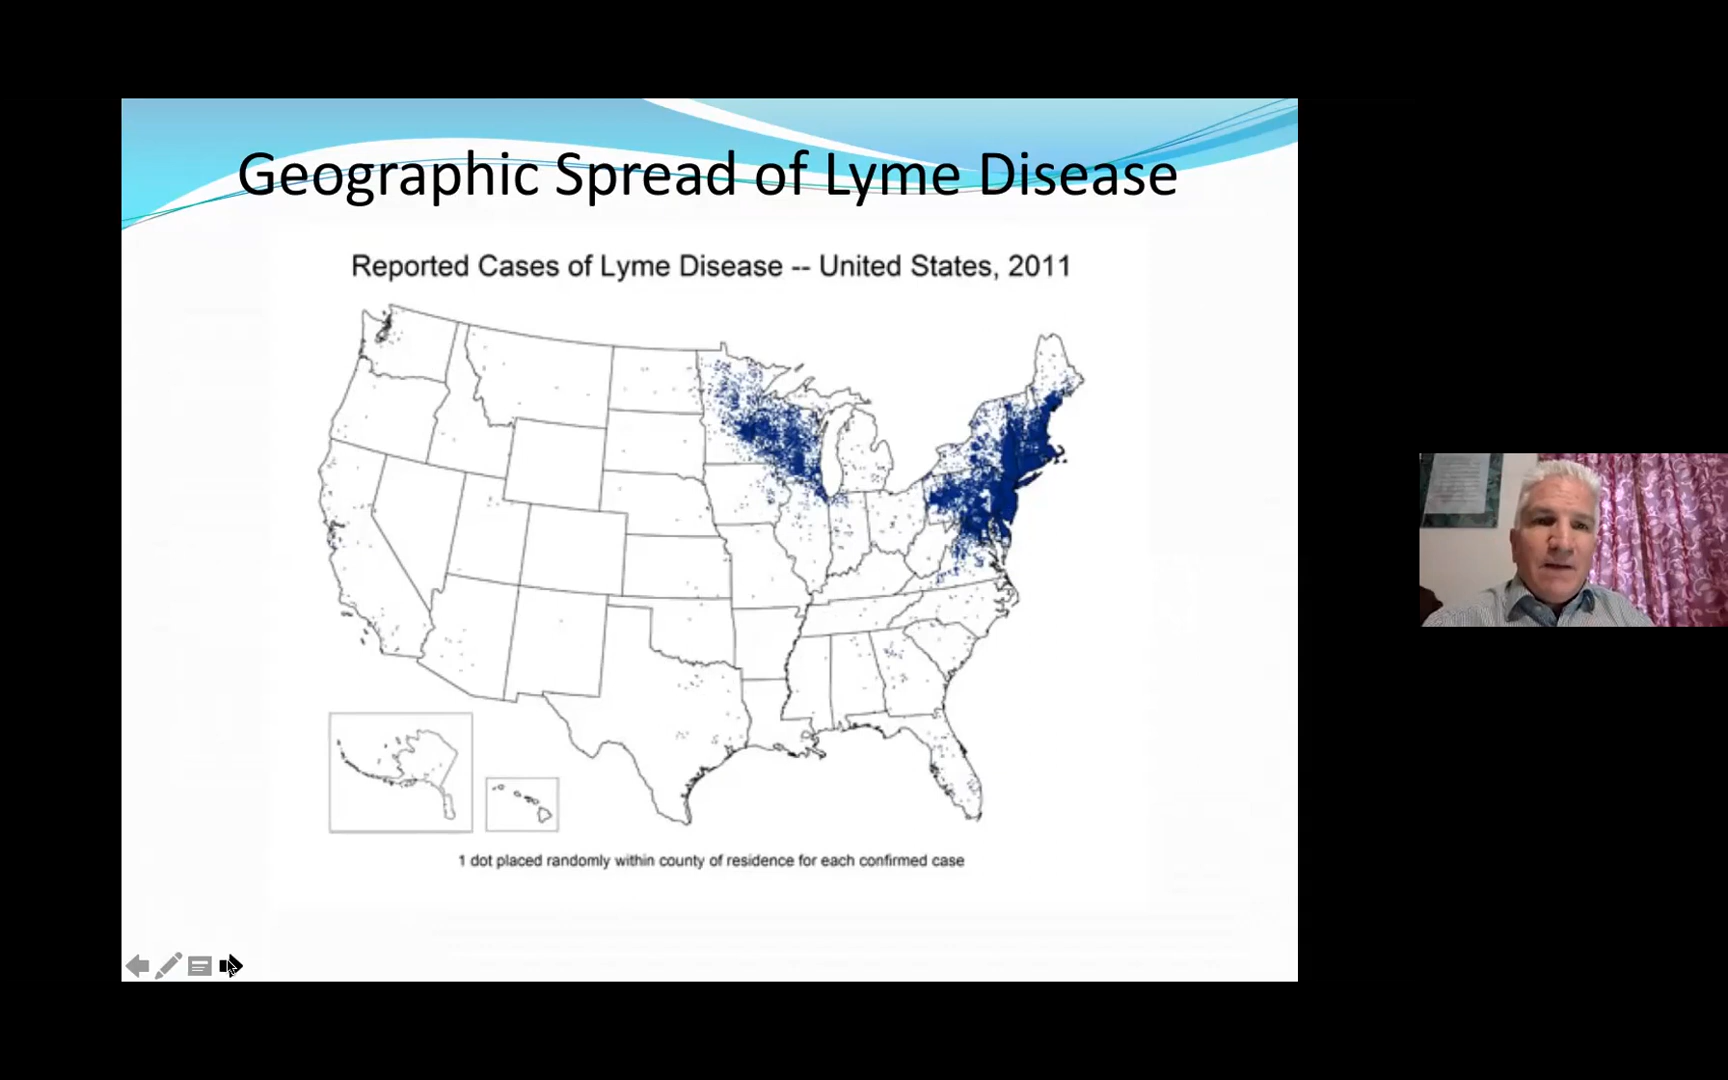 Geographic Spread of Lyme Disease
Reported Cases of Lyme Disease -- United States, 2011
1 dot placed randomly within county of residence for each confirmed case